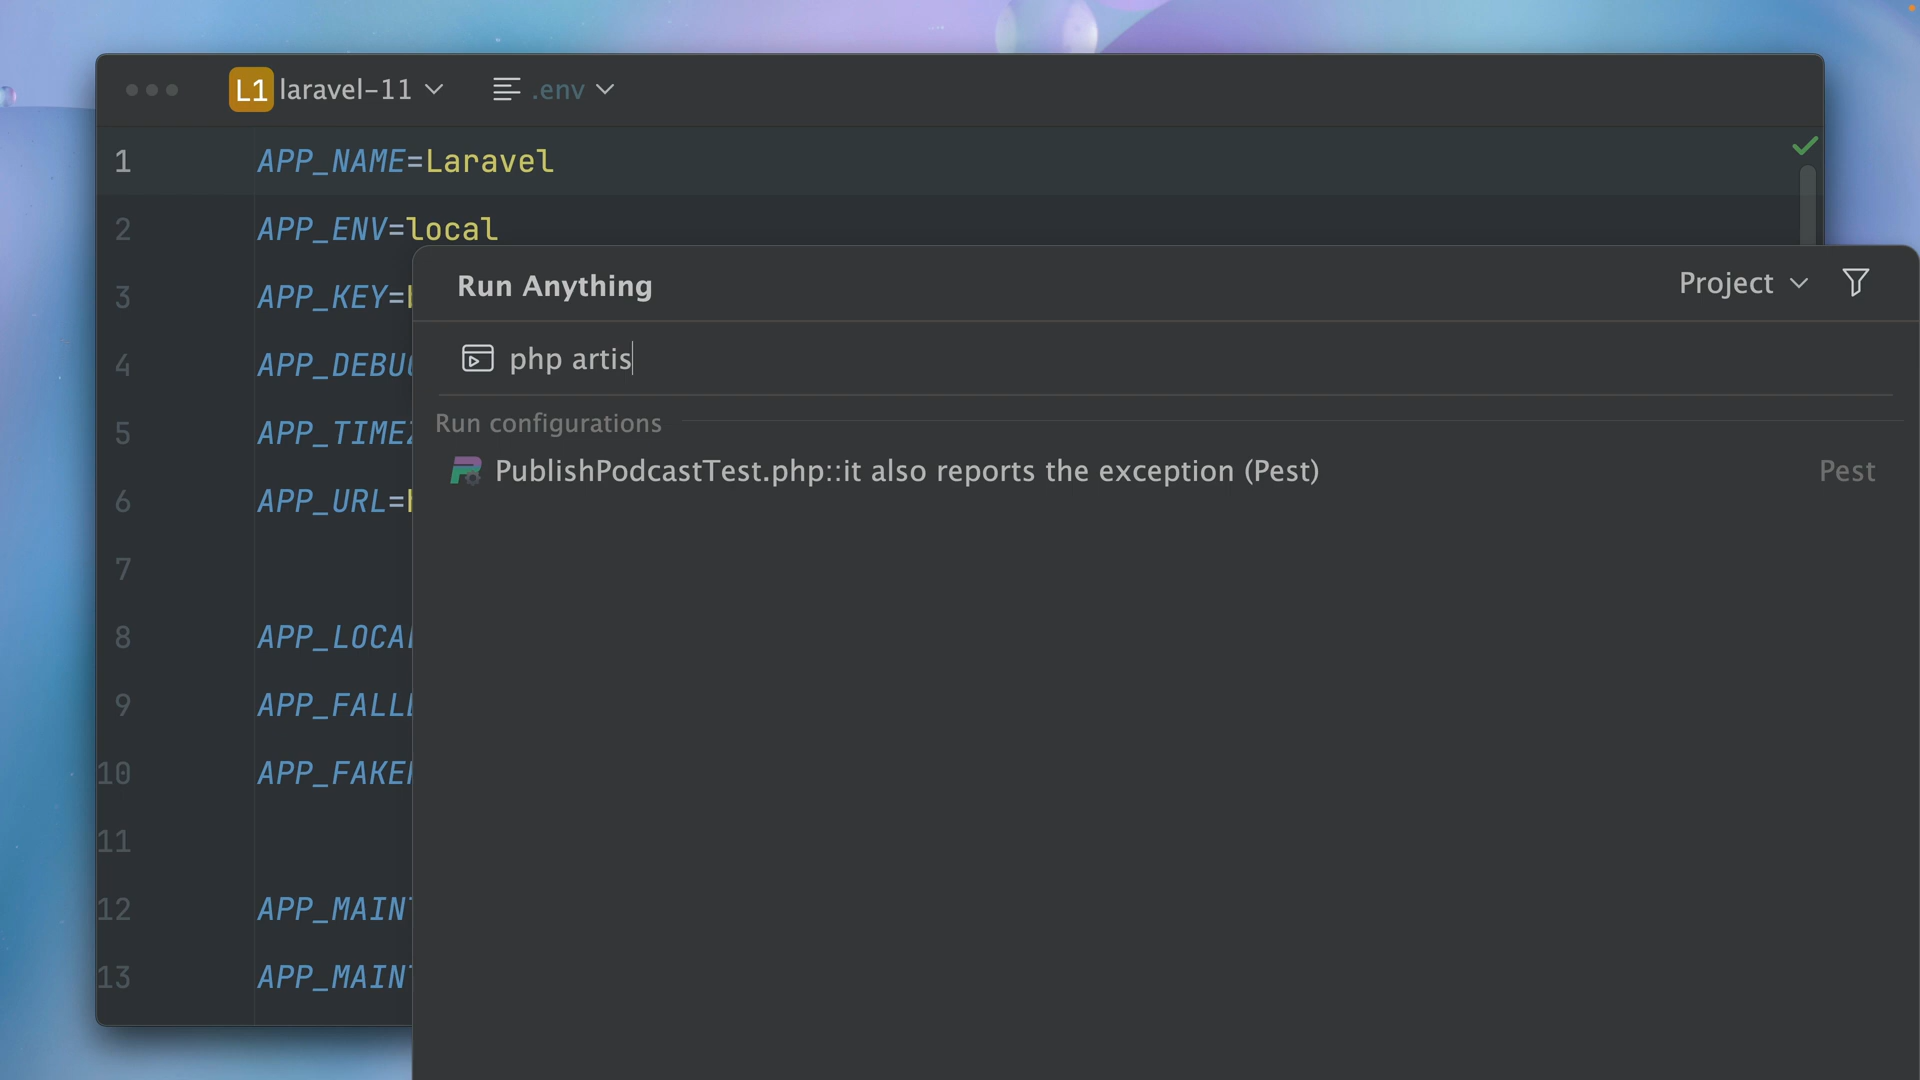 L1 laravel-11 .env
1 APP_NAME=Laravel
2 APP_ENV=local
3 APP_KEY=
4 APP_DEBU
5 APP_TIME
6 APP_URL=
7
8 APP_LOCA
9 APP_FALL
10 APP_FAKE
11
12 APP_MAIN
13 APP_MAIN
Run Anything Project
php artis
Run configurations
PublishPodcastTest.php::it also reports the exception (Pest) Pest